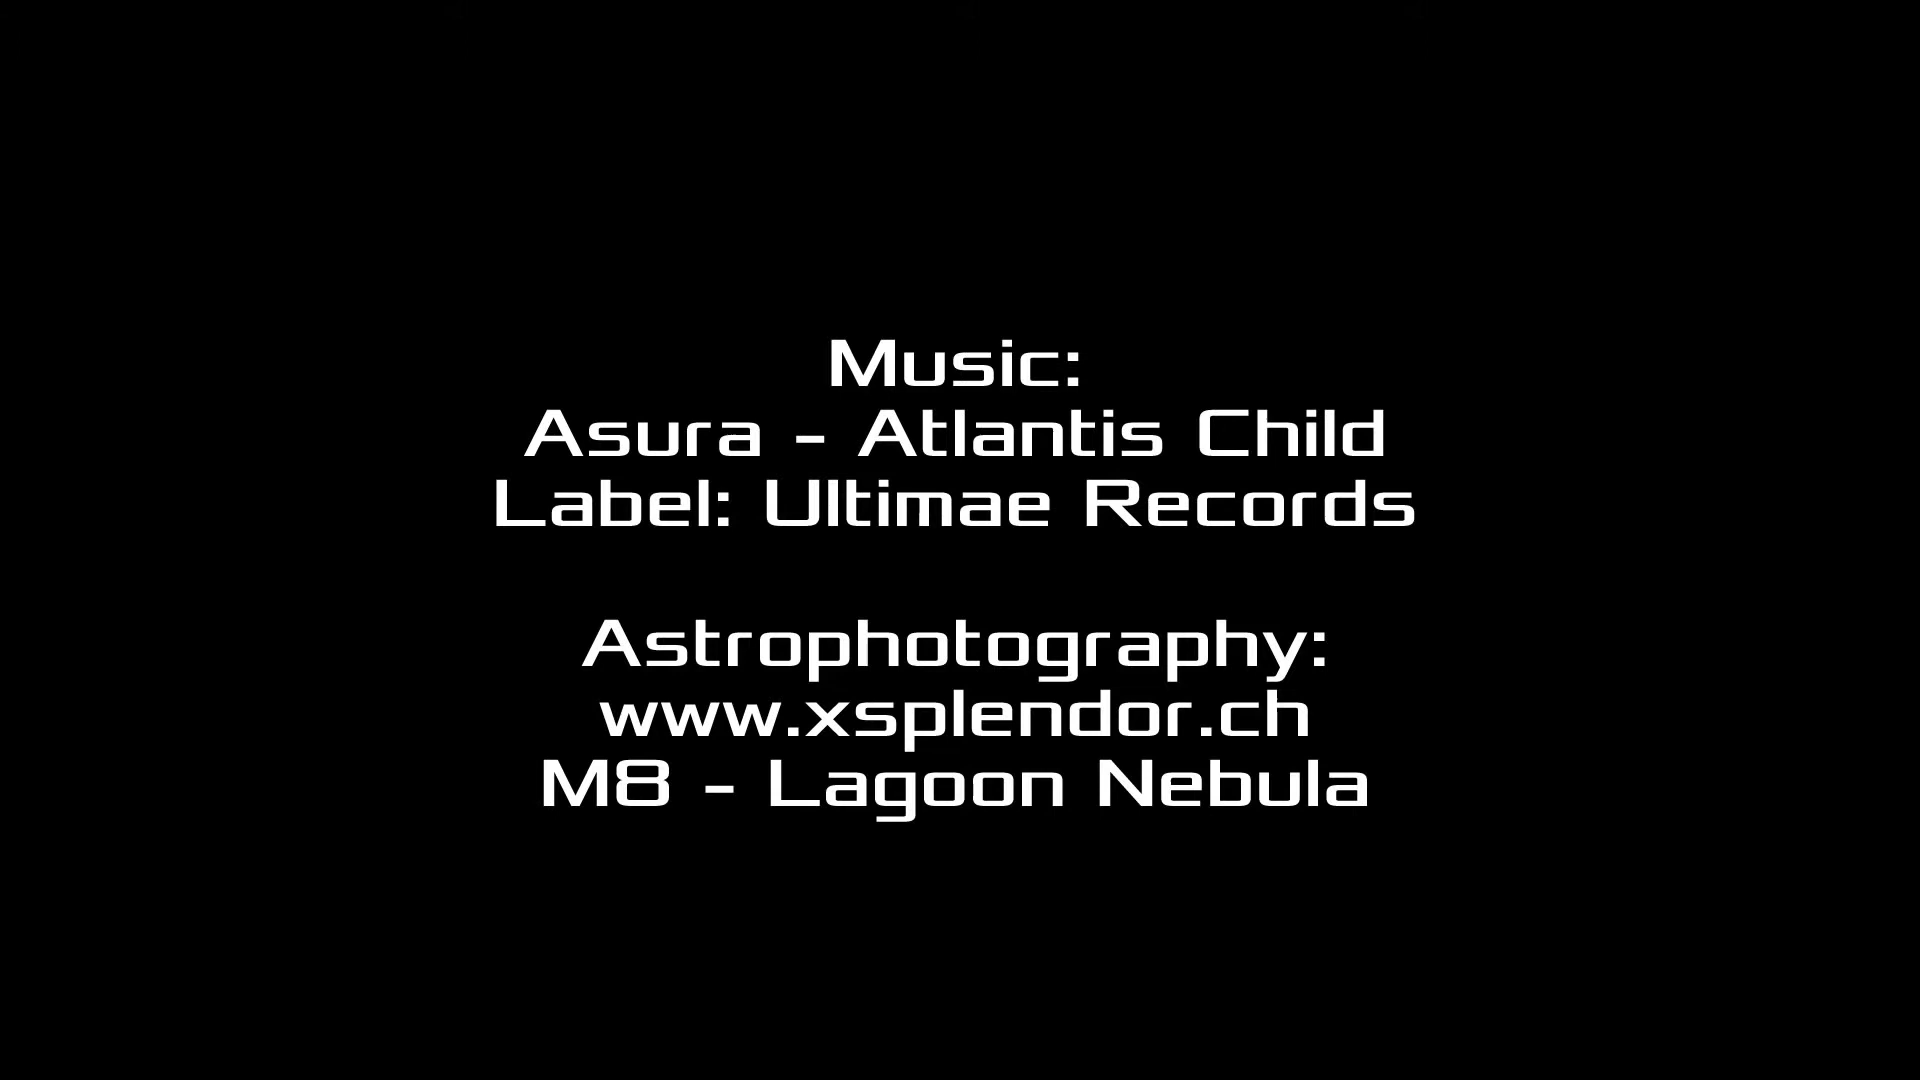 Music:
Asura - Atlantis Child
Label: Ultimae Records
Astrophotography:
www.xsplendor.ch
M8 - Lagoon Nebula